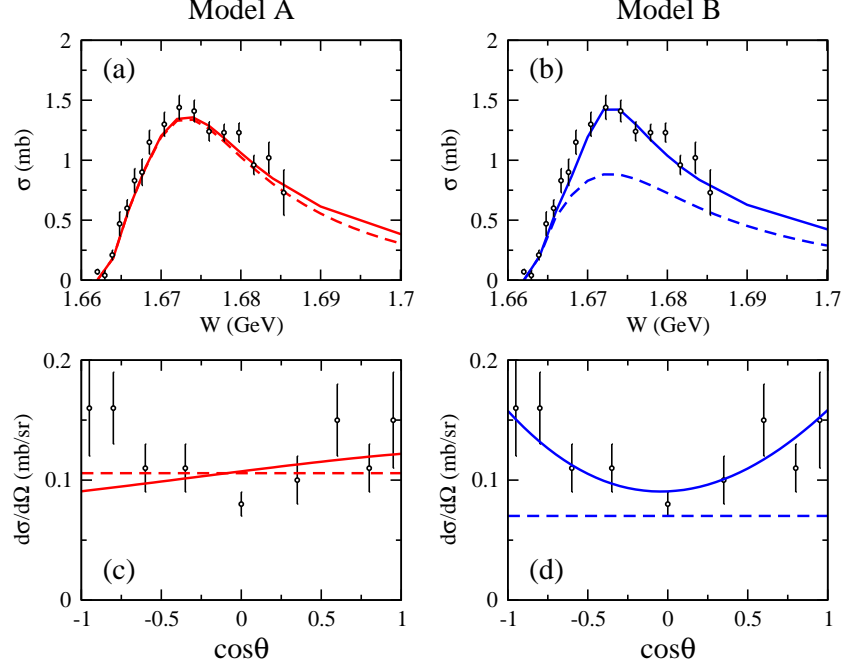 Model A
Model B
(a)
(b)
2
1.5
1
0.5
0
σ (mb)
1.66 1.67 1.68 1.69 1.7
W (GeV)
2
1.5
1
0.5
0
σ (mb)
1.66 1.67 1.68 1.69 1.7
W (GeV)
0.2
0.1
0
dσ/dΩ (mb/sr)
(c)
-1 -0.5 0 0.5 1
cosθ
0.2
0.1
0
dσ/dΩ (mb/sr)
(d)
-1 -0.5 0 0.5 1
cosθ